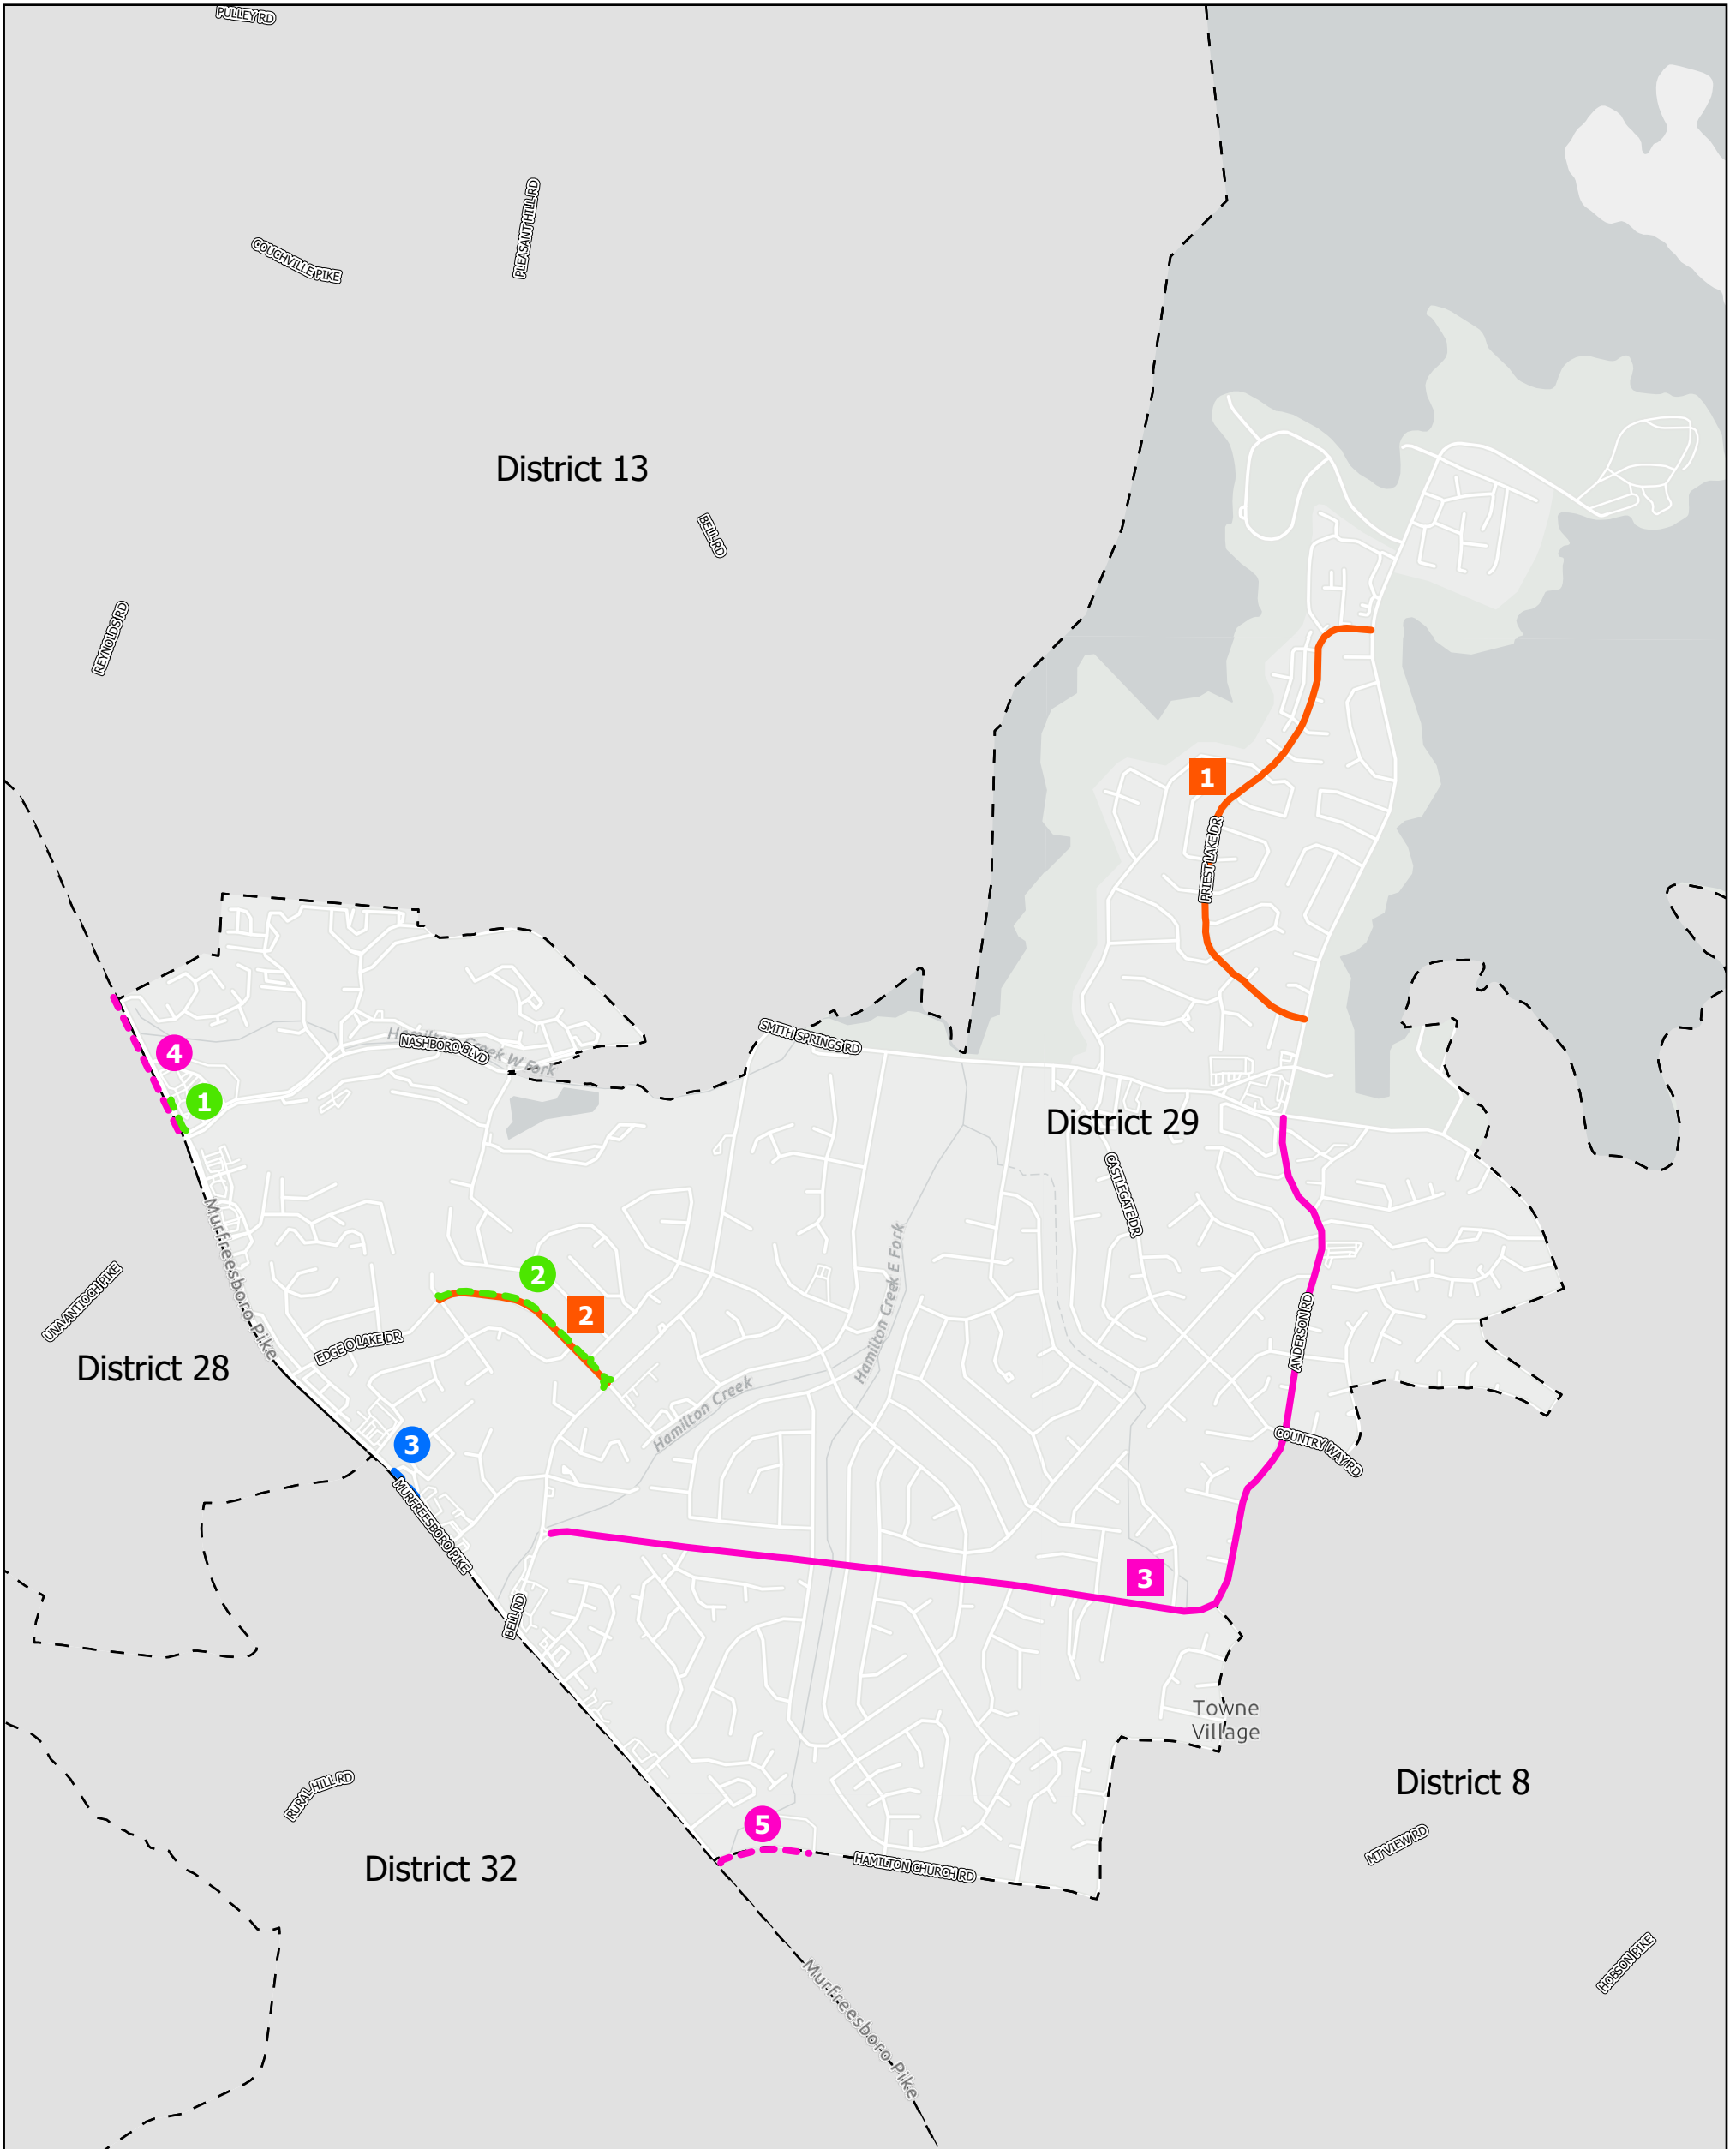 PULLEY RD
PLEASANT HILL RD
COUCHVILLE PIKE
District 13
BELL RD
REYNOLDS RD
1
PRIEST LAKE DR
4
1
Hamilton Creek W Fork
NASHBORO BLVD
SMITH SPRINGS RD
District 29
CASTLEGATE DR
Murfreesboro Pike
Hamilton Creek E Fork
UNA ANTIOCH PIKE
2
2
EDGE O LAKE DR
ANDERSON RD
District 28
Hamilton Creek
3
COUNTRY WAY RD
MURFREESBORO PIKE
3
BELL RD
Towne
Village
District 8
RURAL HILL RD
5
MT VIEW RD
District 32
HAMILTON CHURCH RD
HOBSON PIKE
Murfreesboro Pike